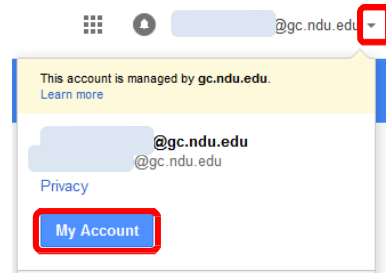 @gc.ndu.edu
This account is managed by gc.ndu.edu.
Learn more
@gc.ndu.edu
@gc.ndu.edu
Privacy
My Account